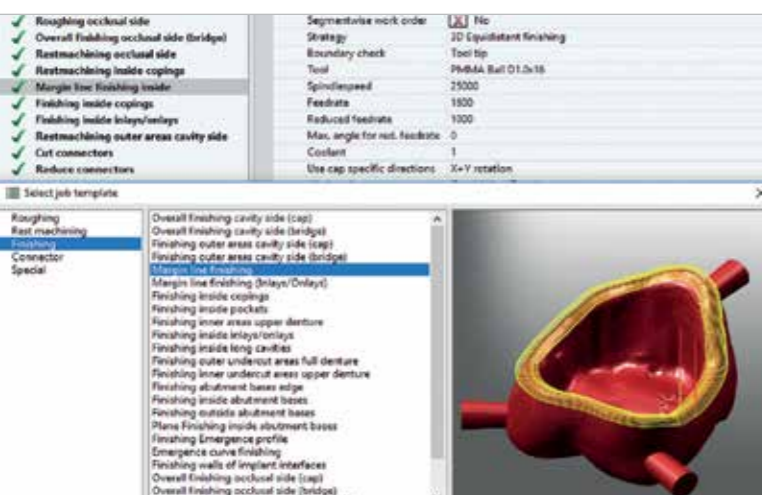 Roughing occlusal side
Overall finishing occlusal side (bridge)
Restmachining occlusal side
Restmachining inside copings
Margin line finishing inside
Finishing inside copings
Finishing inside inlays/onlays
Restmachining outer areas cavity side
Cut connectors
Reduce connectors
Segmentwise work order No
Strategy 3D Equidistant finishing
Boundary check Tool tip
Tool PMMA Ball D1.0x16
Spindlespeed 25000
Feedrate 1800
Reduced feedrate 1000
Max. angle for red. feedrate 0
Coolant 1
Use cap specific directions X+Y rotation
Select job template
Roughing
Rest machining
Finishing
Connector
Special
Overall finishing cavity side (cap)
Overall finishing cavity side (bridge)
Finishing outer areas cavity side (cap)
Finishing outer areas cavity side (bridge)
Margin line finishing
Margin line finishing (Inlays/Onlays)
Finishing inside copings
Finishing inside pockets
Finishing inner areas upper denture
Finishing inside inlays/onlays
Finishing inside long cavities
Finishing outer undercut areas full denture
Finishing inner undercut areas upper denture
Finishing abutment bases edge
Finishing inside abutment bases
Finishing outside abutment bases
Plane Finishing inside abutment bases
Finishing Emergence profile
Emergence curve finishing
Finishing walls of implant interfaces
Overall finishing occlusal side (cap)
Overall finishing occlusal side (bridge)